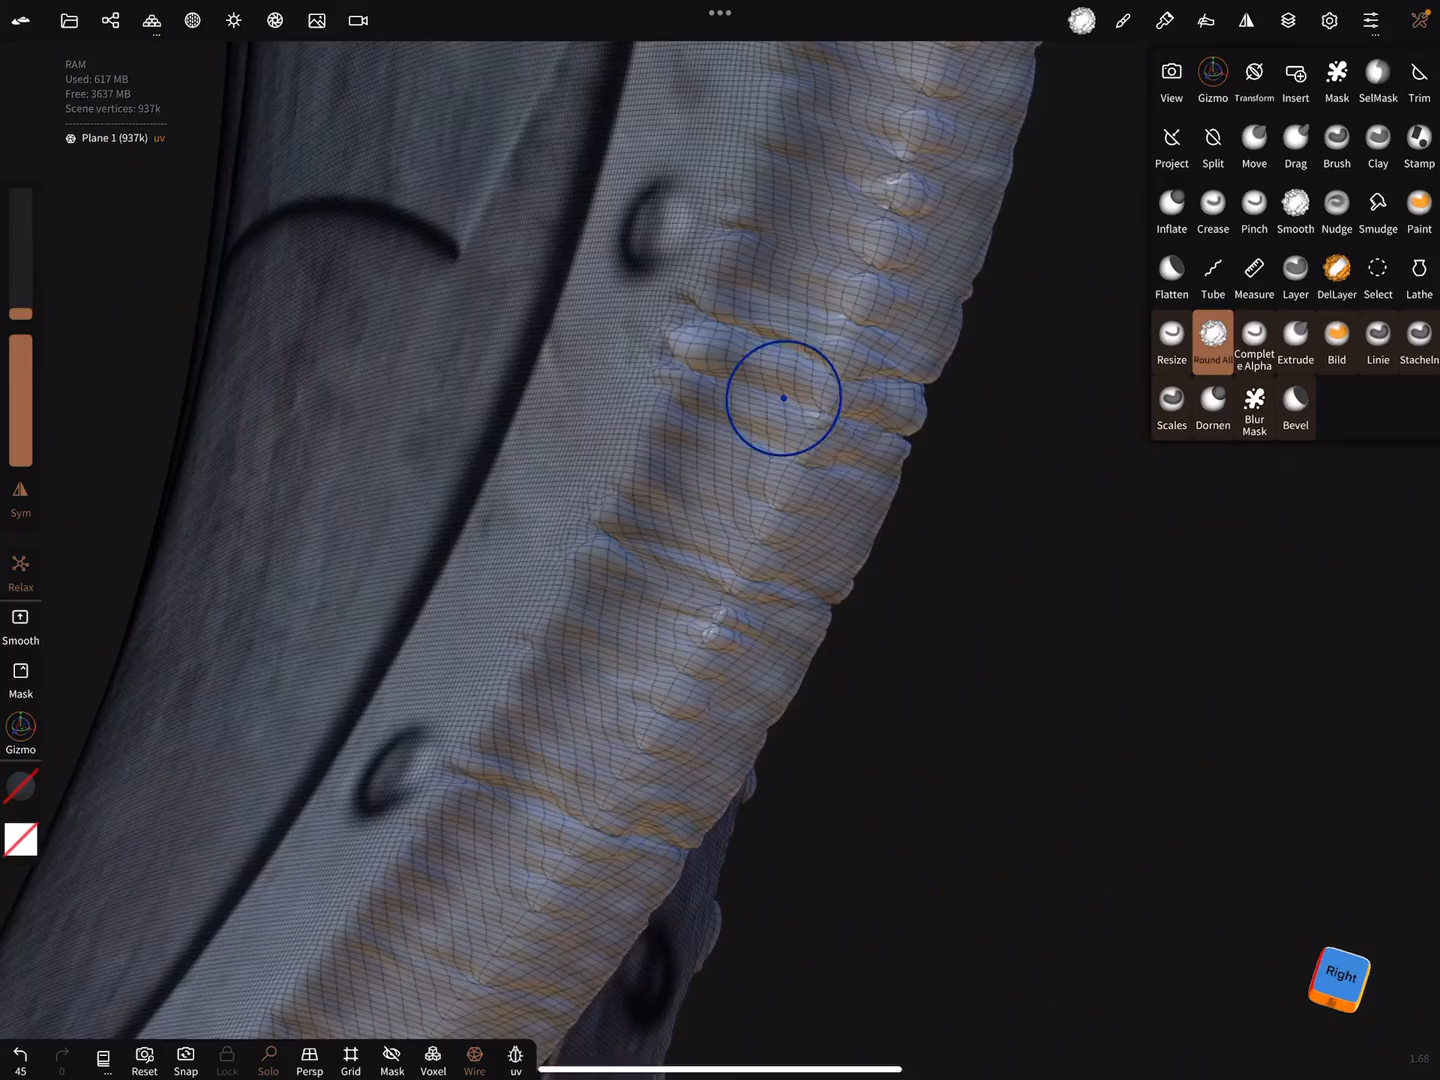 RAM
Used: 617 MB
Free: 3637 MB
Scene vertices: 937k
Plane 1 (937k) uv
View Gizmo Transform Insert Mask SelMask Trim
Project Split Move Drag Brush Clay Stamp
Inflate Crease Pinch Smooth Nudge Smudge Paint
Flatten Tube Measure Layer DelLayer Select Lathe
Resize Round All Complet
e Alpha Extrude Bild Linie Stacheln
Scales Dornen Blur
Mask Bevel
Sym
Relax
Smooth
Mask
Gizmo
Right
45 0 ... Reset Snap Lock Solo Persp Grid Mask Voxel Wire uv
1.68